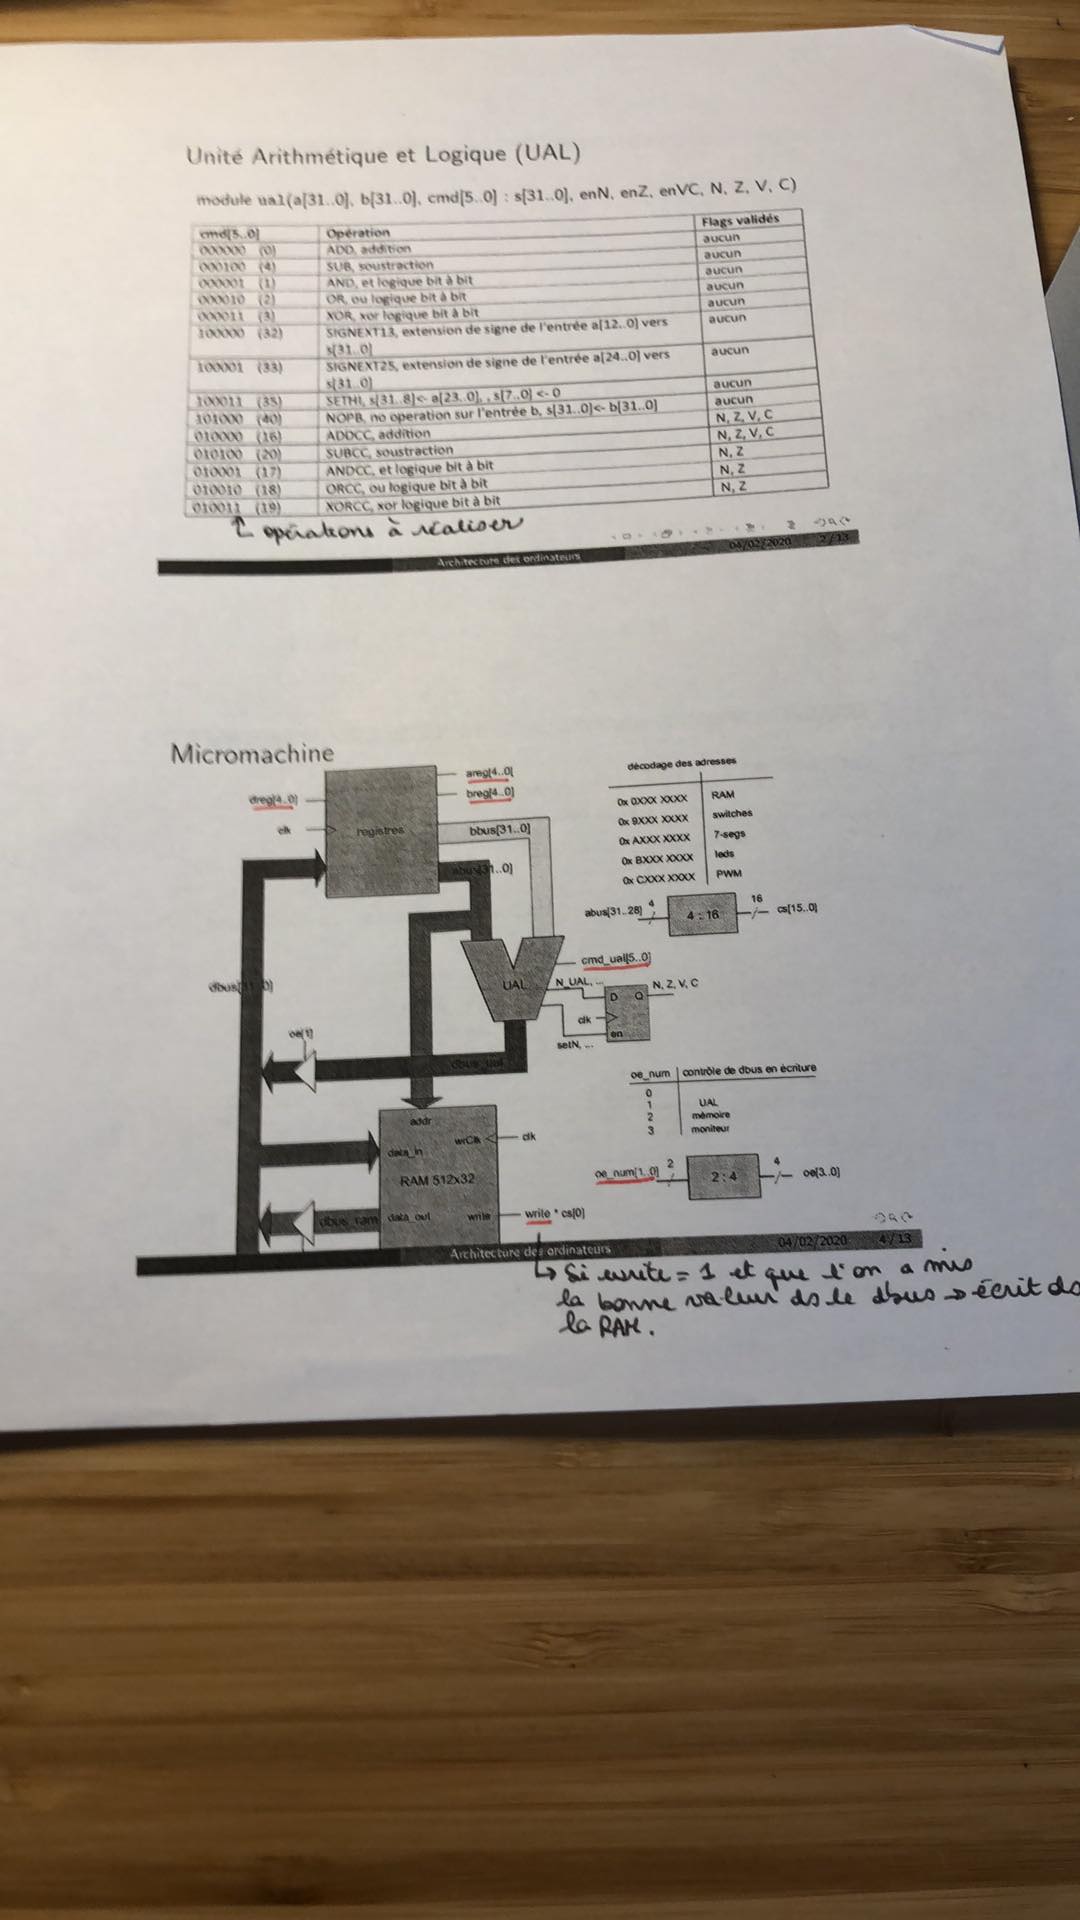 Unité Arithmétique et Logique (UAL)
module ual(a[31..0], b[31..0], cmd[5..0] : s[31..0], enN, enZ, enVC, N, Z, V, C)
cmd[5..0] Opération Flags validés
000000 (0) ADD, addition aucun
000100 (4) SUB, soustraction aucun
000001 (1) AND, et logique bit à bit aucun
000010 (2) OR, ou logique bit à bit aucun
000011 (3) XOR, xor logique bit à bit aucun
100000 (32) SIGNEXT13, extension de signe de l'entrée a[12..0] vers aucun
s[31..0]
100001 (33) SIGNEXT25, extension de signe de l'entrée a[24..0] vers aucun
s[31..0]
100011 (35) SETHI, s[31..8]<- a[23..0], , s[7..0] <- 0 aucun
101000 (40) NOPB, no operation sur l'entrée b, s[31..0]<- b[31..0] aucun
010000 (16) ADDCC, addition N, Z, V, C
010100 (20) SUBCC, soustraction N, Z, V, C
010001 (17) ANDCC, et logique bit à bit N, Z
010010 (18) ORCC, ou logique bit à bit N, Z
010011 (19) XORCC, xor logique bit à bit N, Z
opérations à réaliser
Architecture des ordinateurs 04/02/2020 2/13
Micromachine
areg[4..0[
dreg[4..0]
breg[4..0]
clk
registres
bbus[31..0]
abus[31..0]
décodage des adresses
0x 0XXX XXXX RAM
0x 9XXX XXXX switches
0x AXXX XXXX 7-segs
0x BXXX XXXX leds
0x CXXX XXXX PWM
abus[31..28] 4 4 : 16 16 cs[15..0]
cmd_ual[5..0]
UAL
N_UAL, ...
N, Z, V, C
D Q
clk
en
setN, ...
dbus[31..0]
oe[1]
dbus_ual
oe_num contrôle de dbus en écriture
0
1 UAL
2 mémoire
3 moniteur
addr
wrClk
clk
data_in
RAM 512x32
oe_num[1..0] 2 2 : 4 4 oe[3..0]
dbus_ram data_out write write * cs[0]
Architecture des ordinateurs 04/02/2020 4/13
↳ Si write = 1 et que l'on a mis
la bonne valeur ds le dbus → écrit ds
la RAM.